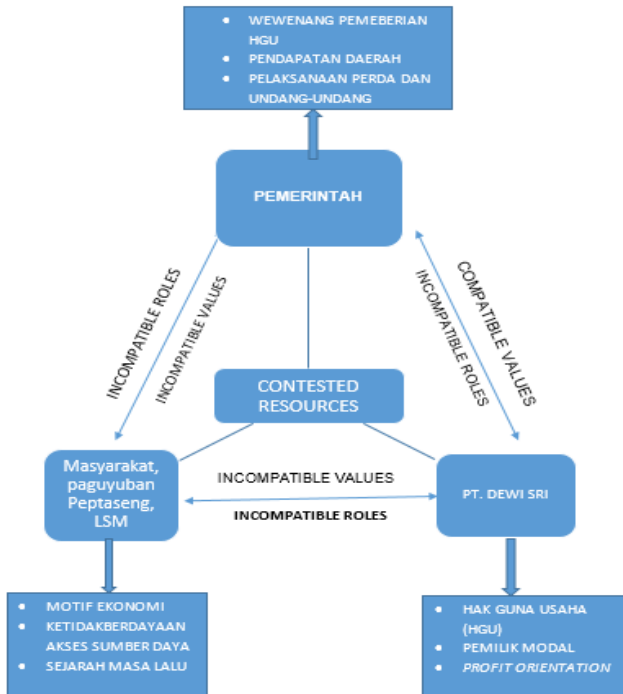 • WEWENANG PEMEBERIAN
HGU
• PENDAPATAN DAERAH
• PELAKSANAAN PERDA DAN
UNDANG-UNDANG
PEMERINTAH
INCOMPATIBLE ROLES
INCOMPATIBLE VALUES
COMPATIBLE VALUES
INCOMPATIBLE ROLES
CONTESTED
RESOURCES
Masyarakat,
paguyuban
Peptaseng,
LSM
INCOMPATIBLE VALUES
INCOMPATIBLE ROLES
PT. DEWI SRI
• MOTIF EKONOMI
• KETIDAKBERDAYAAN
AKSES SUMBER DAYA
• SEJARAH MASA LALU
• HAK GUNA USAHA
(HGU)
• PEMILIK MODAL
• PROFIT ORIENTATION